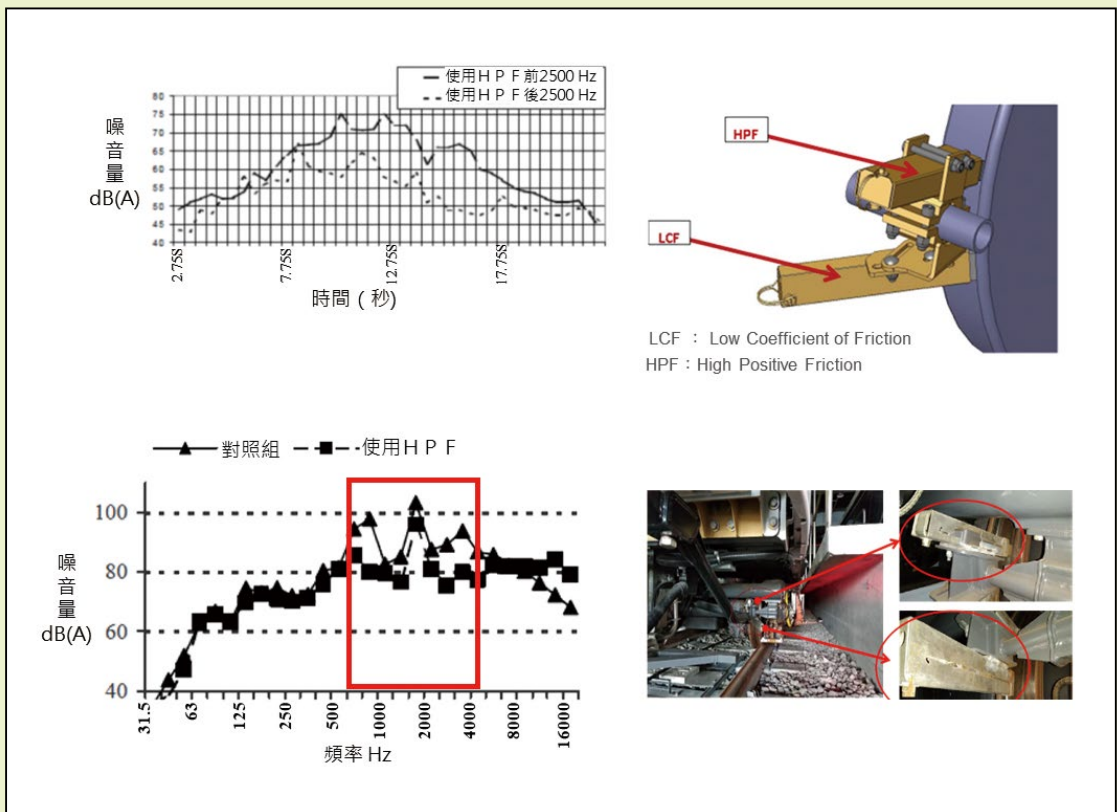 使用ＨＰＦ前2500 Hz
使用ＨＰＦ後2500 Hz
噪音量
dB(A)
80
75
70
65
60
55
50
45
40
2.75S
7.75S
12.75S
17.75S
時間（秒）
HPF
LCF
LCF ： Low Coefficient of Friction
HPF：High Positive Friction
對照組
使用ＨＰＦ
噪音量
dB(A)
100
80
60
40
31.5
63
125
250
500
1000
2000
4000
8000
16000
頻率 Hz